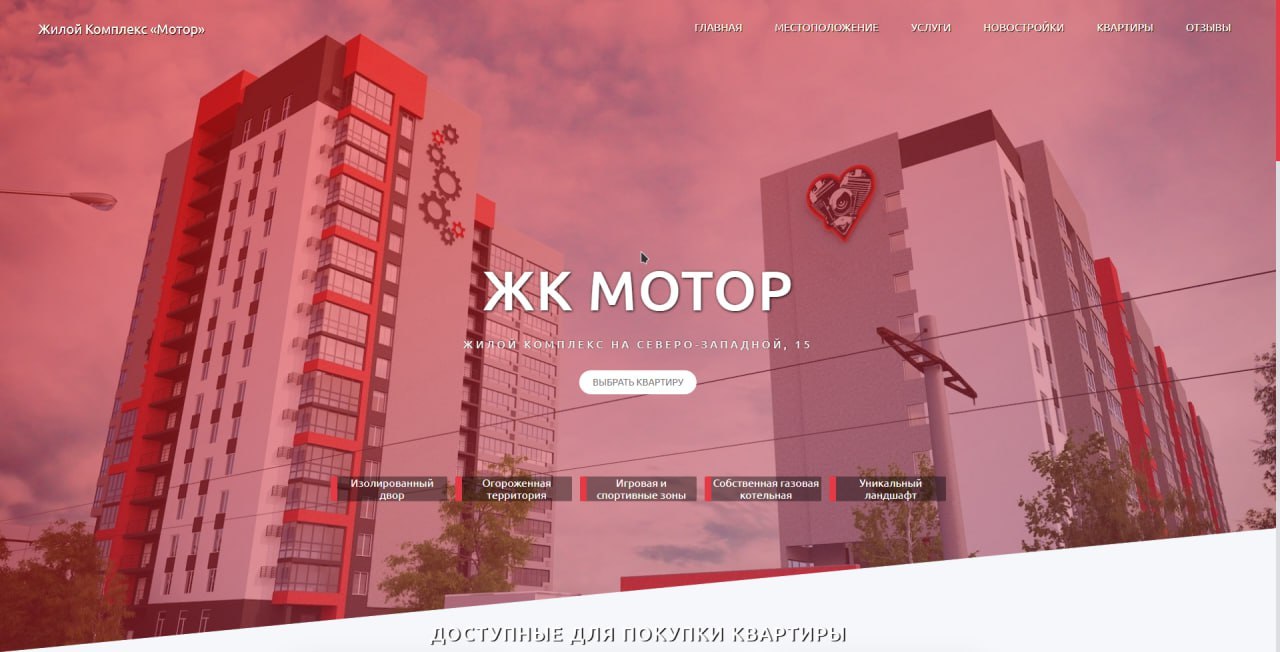 Жилой Комплекс «Мотор»
ГЛАВНАЯ МЕСТОПОЛОЖЕНИЕ УСЛУГИ НОВОСТРОЙКИ КВАРТИРЫ ОТЗЫВЫ
ЖК МОТОР
ЖИЛОЙ КОМПЛЕКС НА СЕВЕРО-ЗАПАДНОЙ, 15
ВЫБРАТЬ КВАРТИРУ
Изолированный
двор
Огороженная
территория
Игровая и
спортивные зоны
Собственная газовая
котельная
Уникальный
ландшафт
ДОСТУПНЫЕ ДЛЯ ПОКУПКИ КВАРТИРЫ